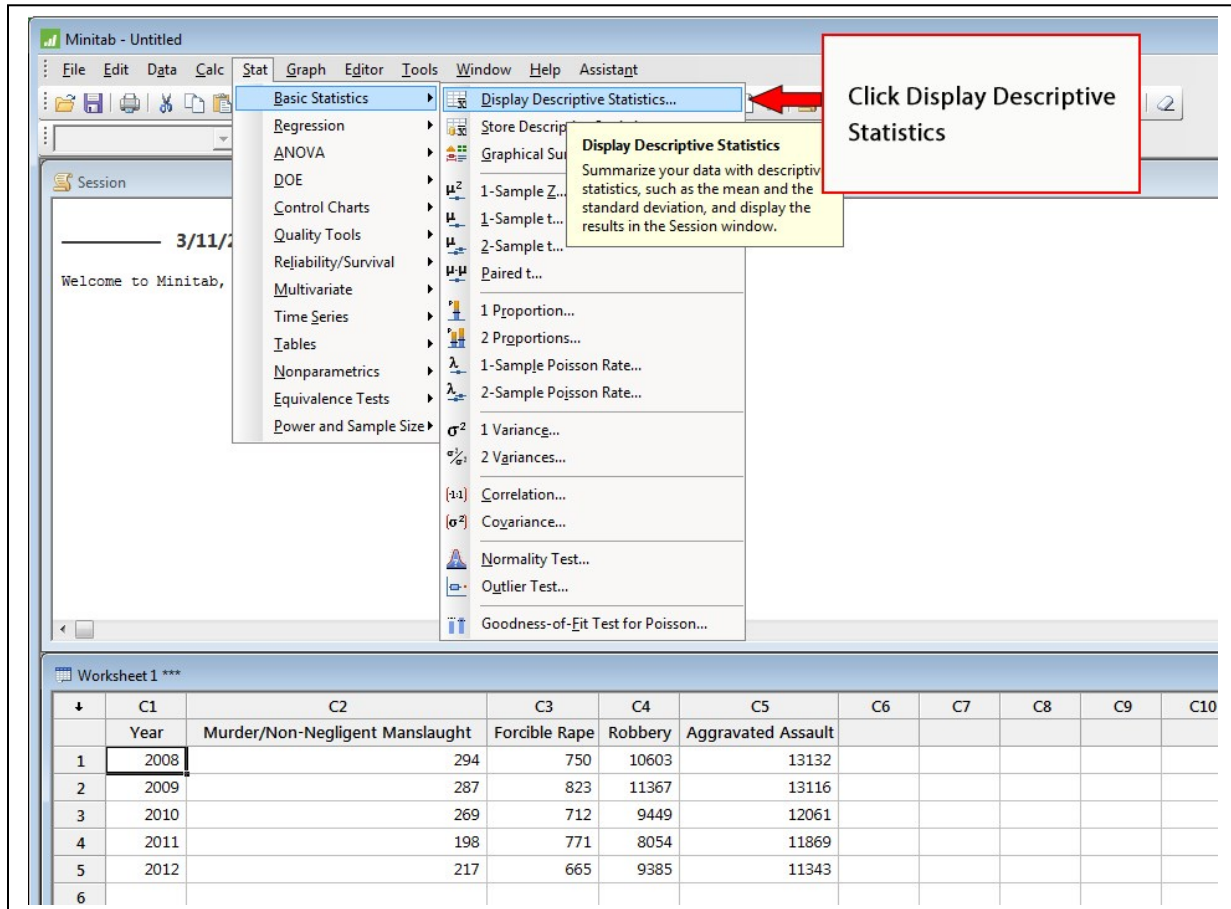 Minitab - Untitled
File Edit Data Calc Stat Graph Editor Tools Window Help Assistant
Click Display Descriptive
Statistics
Basic Statistics
Regression
ANOVA
DOE
Control Charts
Quality Tools
Reliability/Survival
Multivariate
Time Series
Tables
Nonparametrics
Equivalence Tests
Power and Sample Size
Display Descriptive Statistics...
Store Descrip
Graphical Su
1-Sample Z...
1-Sample t...
2-Sample t...
Paired t...
1 Proportion...
2 Proportions...
1-Sample Poisson Rate...
2-Sample Poisson Rate...
σ² 1 Variance...
2 Variances...
Correlation...
Covariance...
Normality Test...
Outlier Test...
Goodness-of-Fit Test for Poisson...
Display Descriptive Statistics
Summarize your data with descriptiv
statistics, such as the mean and the
standard deviation, and display the
results in the Session window.
Session
3/11/2
Welcome to Minitab,
Worksheet 1 ***
C1 C2 C3 C4 C5 C6 C7 C8 C9 C10
Year Murder/Non-Negligent Manslaught Forcible Rape Robbery Aggravated Assault
1 2008 294 750 10603 13132
2 2009 287 823 11367 13116
3 2010 269 712 9449 12061
4 2011 198 771 8054 11869
5 2012 217 665 9385 11343
6